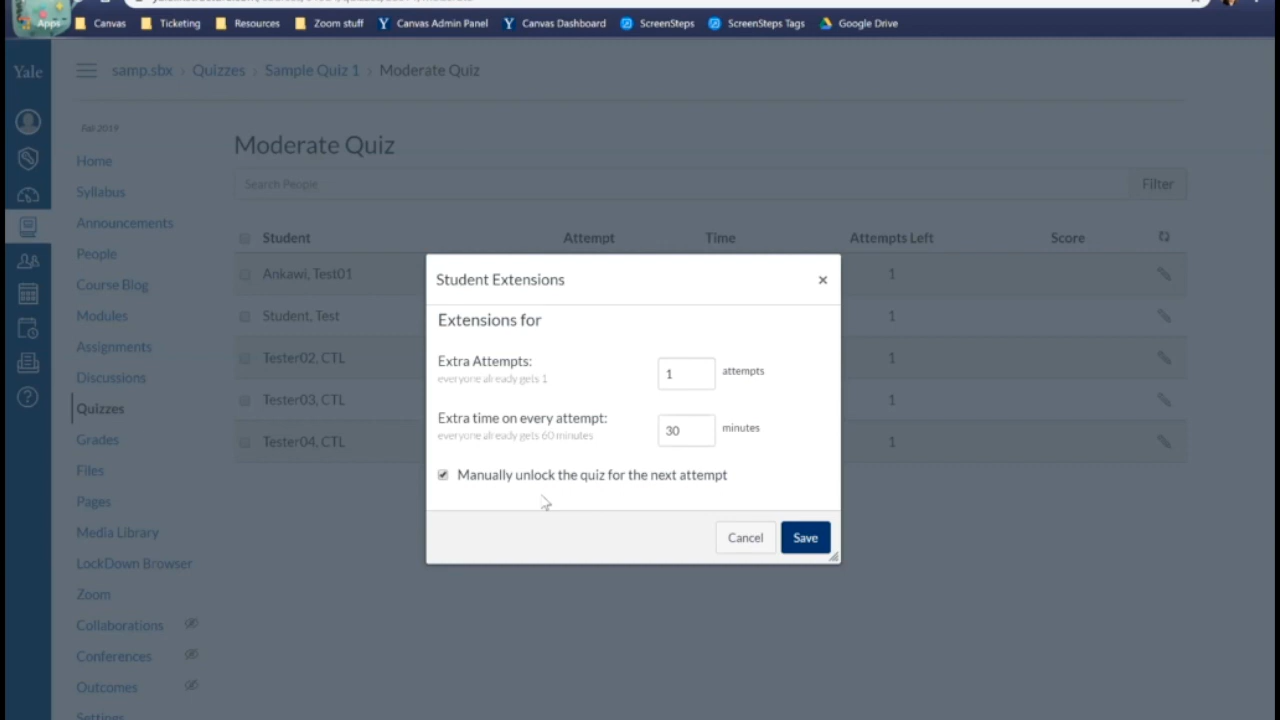 Apps Canvas Ticketing Resources Zoom stuff Canvas Admin Panel Canvas Dashboard ScreenSteps ScreenSteps Tags Google Drive
Yale
samp.sbx › Quizzes › Sample Quiz 1 › Moderate Quiz
Fall 2019
Home
Syllabus
Announcements
People
Course Blog
Modules
Assignments
Discussions
Quizzes
Grades
Files
Pages
Media Library
LockDown Browser
Zoom
Collaborations
Conferences
Outcomes
Settings
Moderate Quiz
Search People Filter
Student Attempt Time Attempts Left Score
Ankawi, Test01 1
Student, Test 1
Tester02, CTL 1
Tester03, CTL 1
Tester04, CTL 1
Student Extensions ×
Extensions for
Extra Attempts: 1 attempts
everyone already gets 1
Extra time on every attempt: 30 minutes
everyone already gets 60 minutes
Manually unlock the quiz for the next attempt
Cancel Save